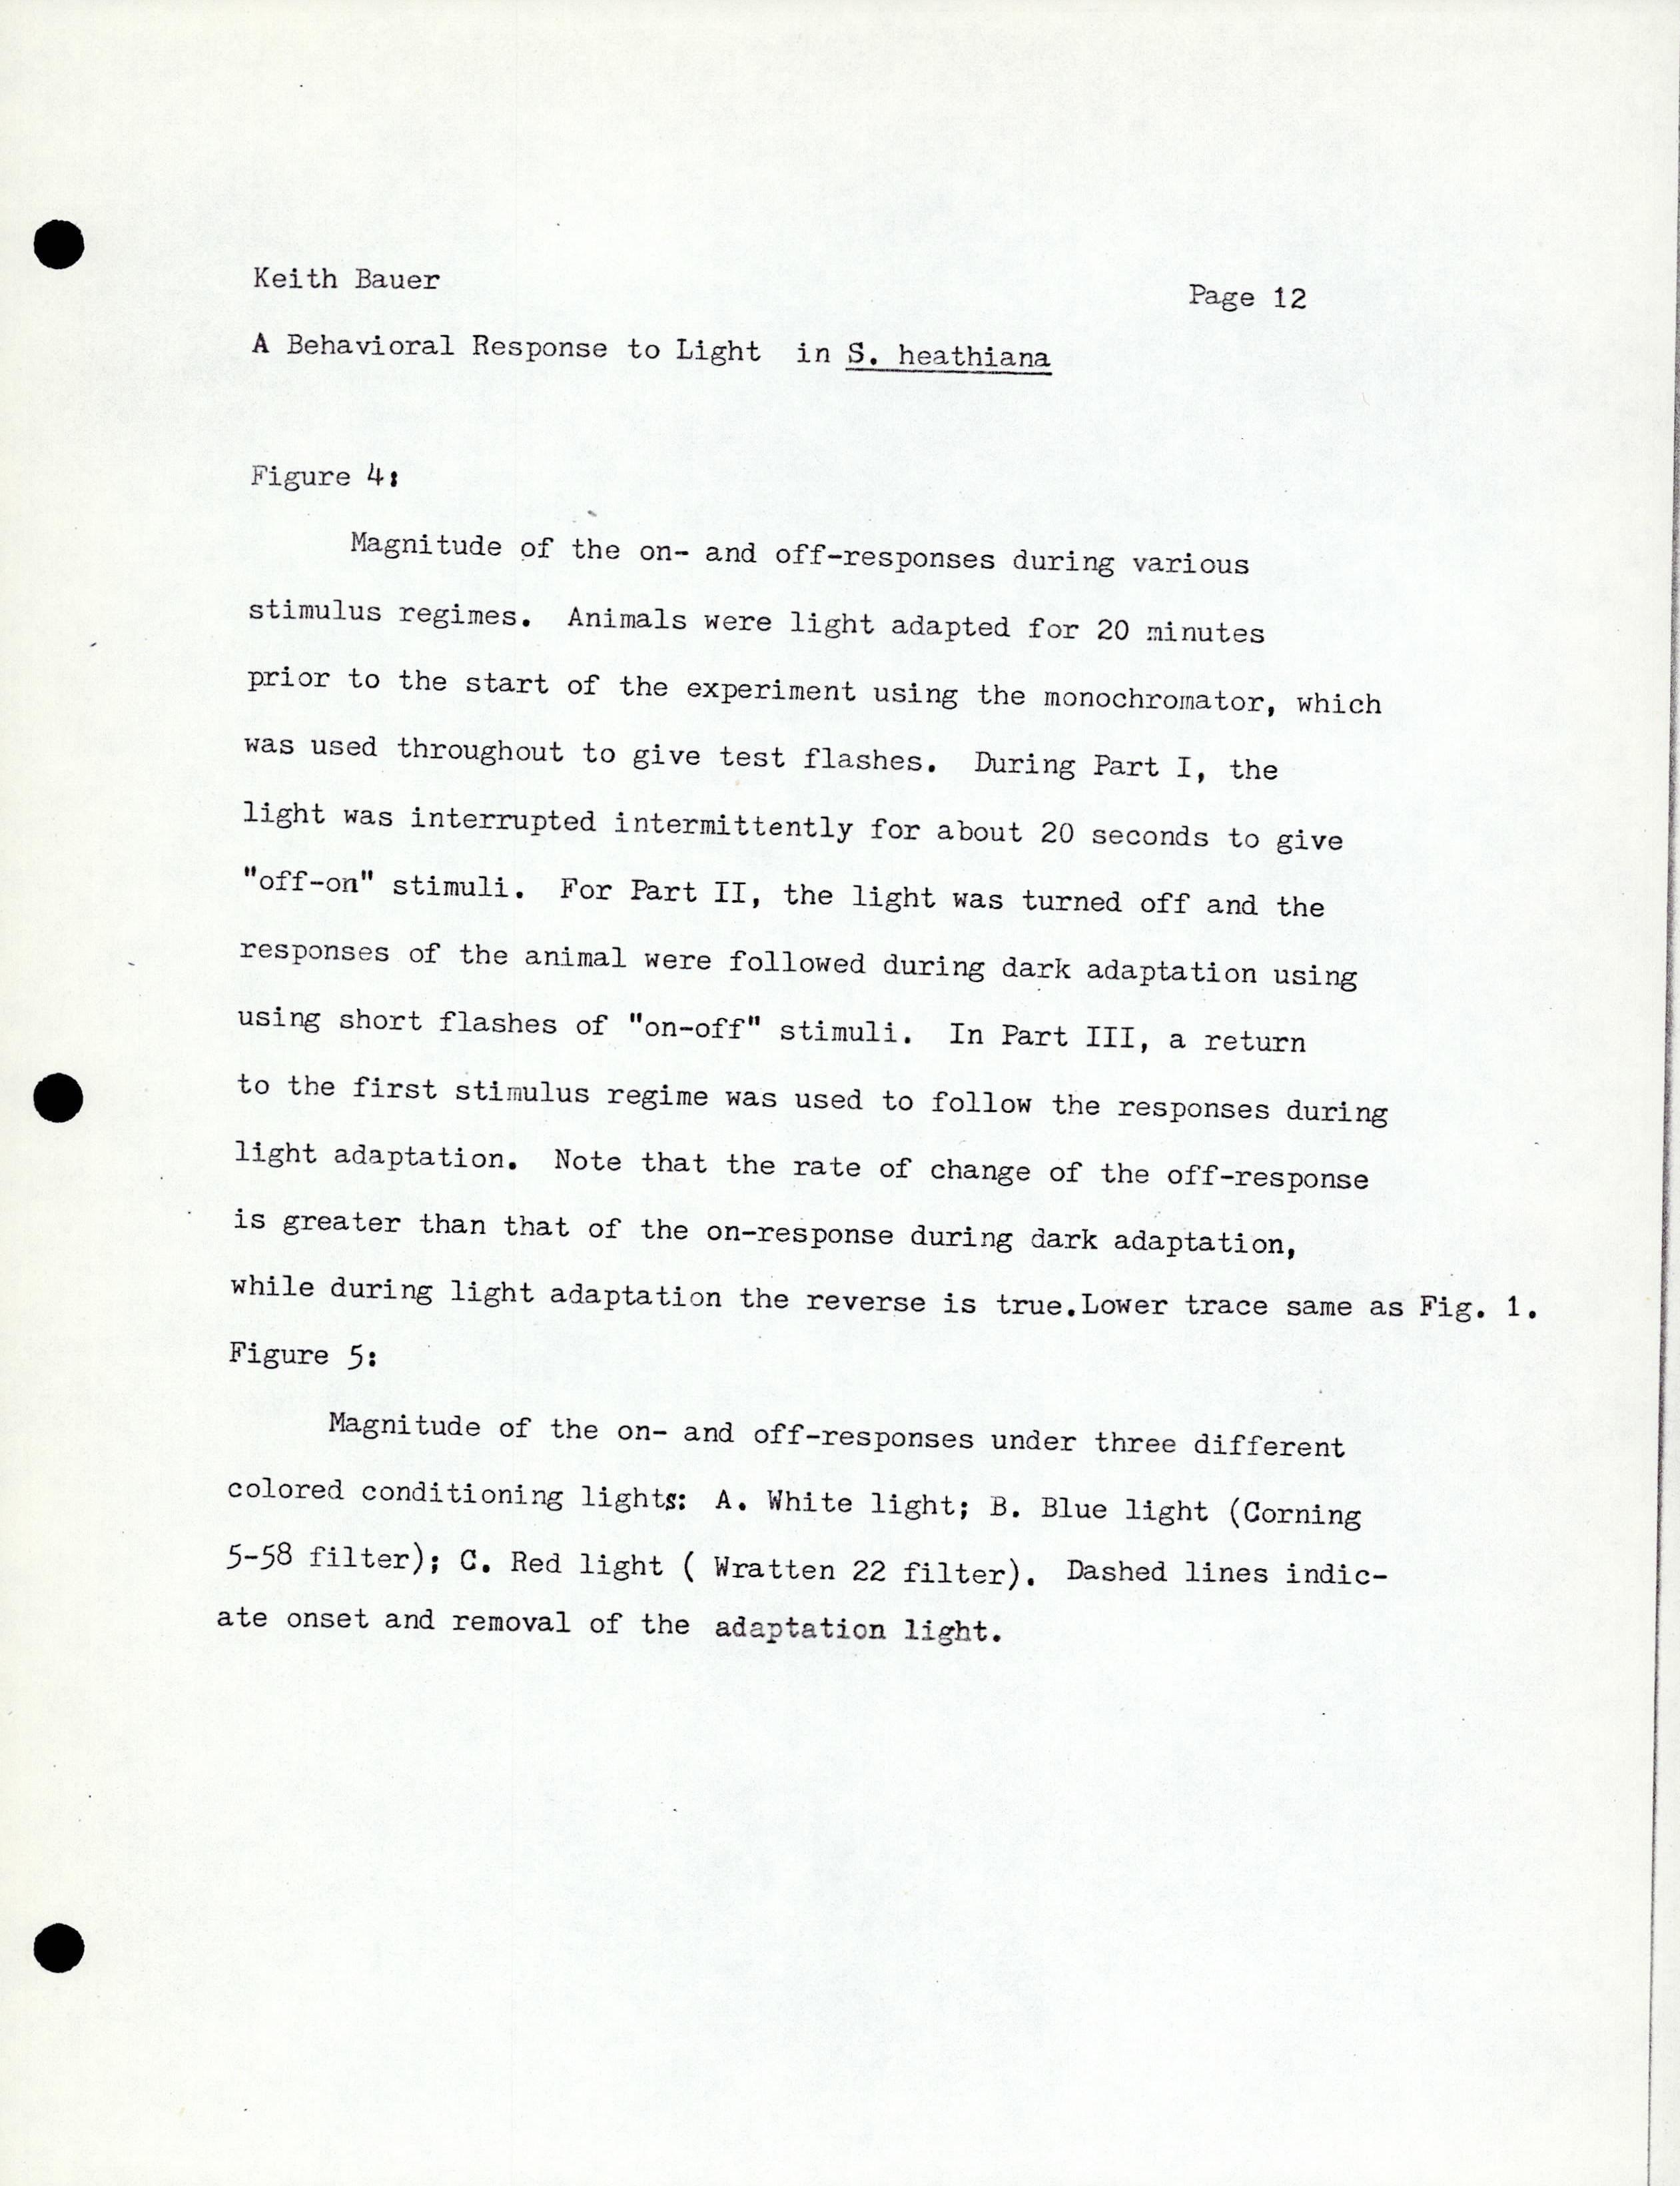 Keith Bauer
Page 12
A Behavioral Response to Light in S. heathiana
Figure 4:
Magnitude of the on- and off-responses during various
stimulus regimes. Animals were light adapted for 20 minutes
prior to the start of the experiment using the monochromator, which
was used throughout to give test flashes. During Part I, the
light was interrupted intermittently for about 20 seconds to give
"off-on" stimuli. For Part II, the light was turned off and the
responses of the animal were followed during dark adaptation using
using short flashes of "on-off" stimuli. In Part III, a return
to the first stimulus regime was used to follow the responses during
light adaptation. Note that the rate of change of the off-response
is greater than that of the on-response during dark adaptation,
while during light adaptation the reverse is true.Lower trace same as Fig. 1.
Figure 5:
Magnitude of the on- and off-responses under three different
colored conditioning lights: A. White light; B. Blue light (Corning
5-58 filter); C. Red light ( Wratten 22 filter). Dashed lines indic-
ate onset and removal of the adaptation light.